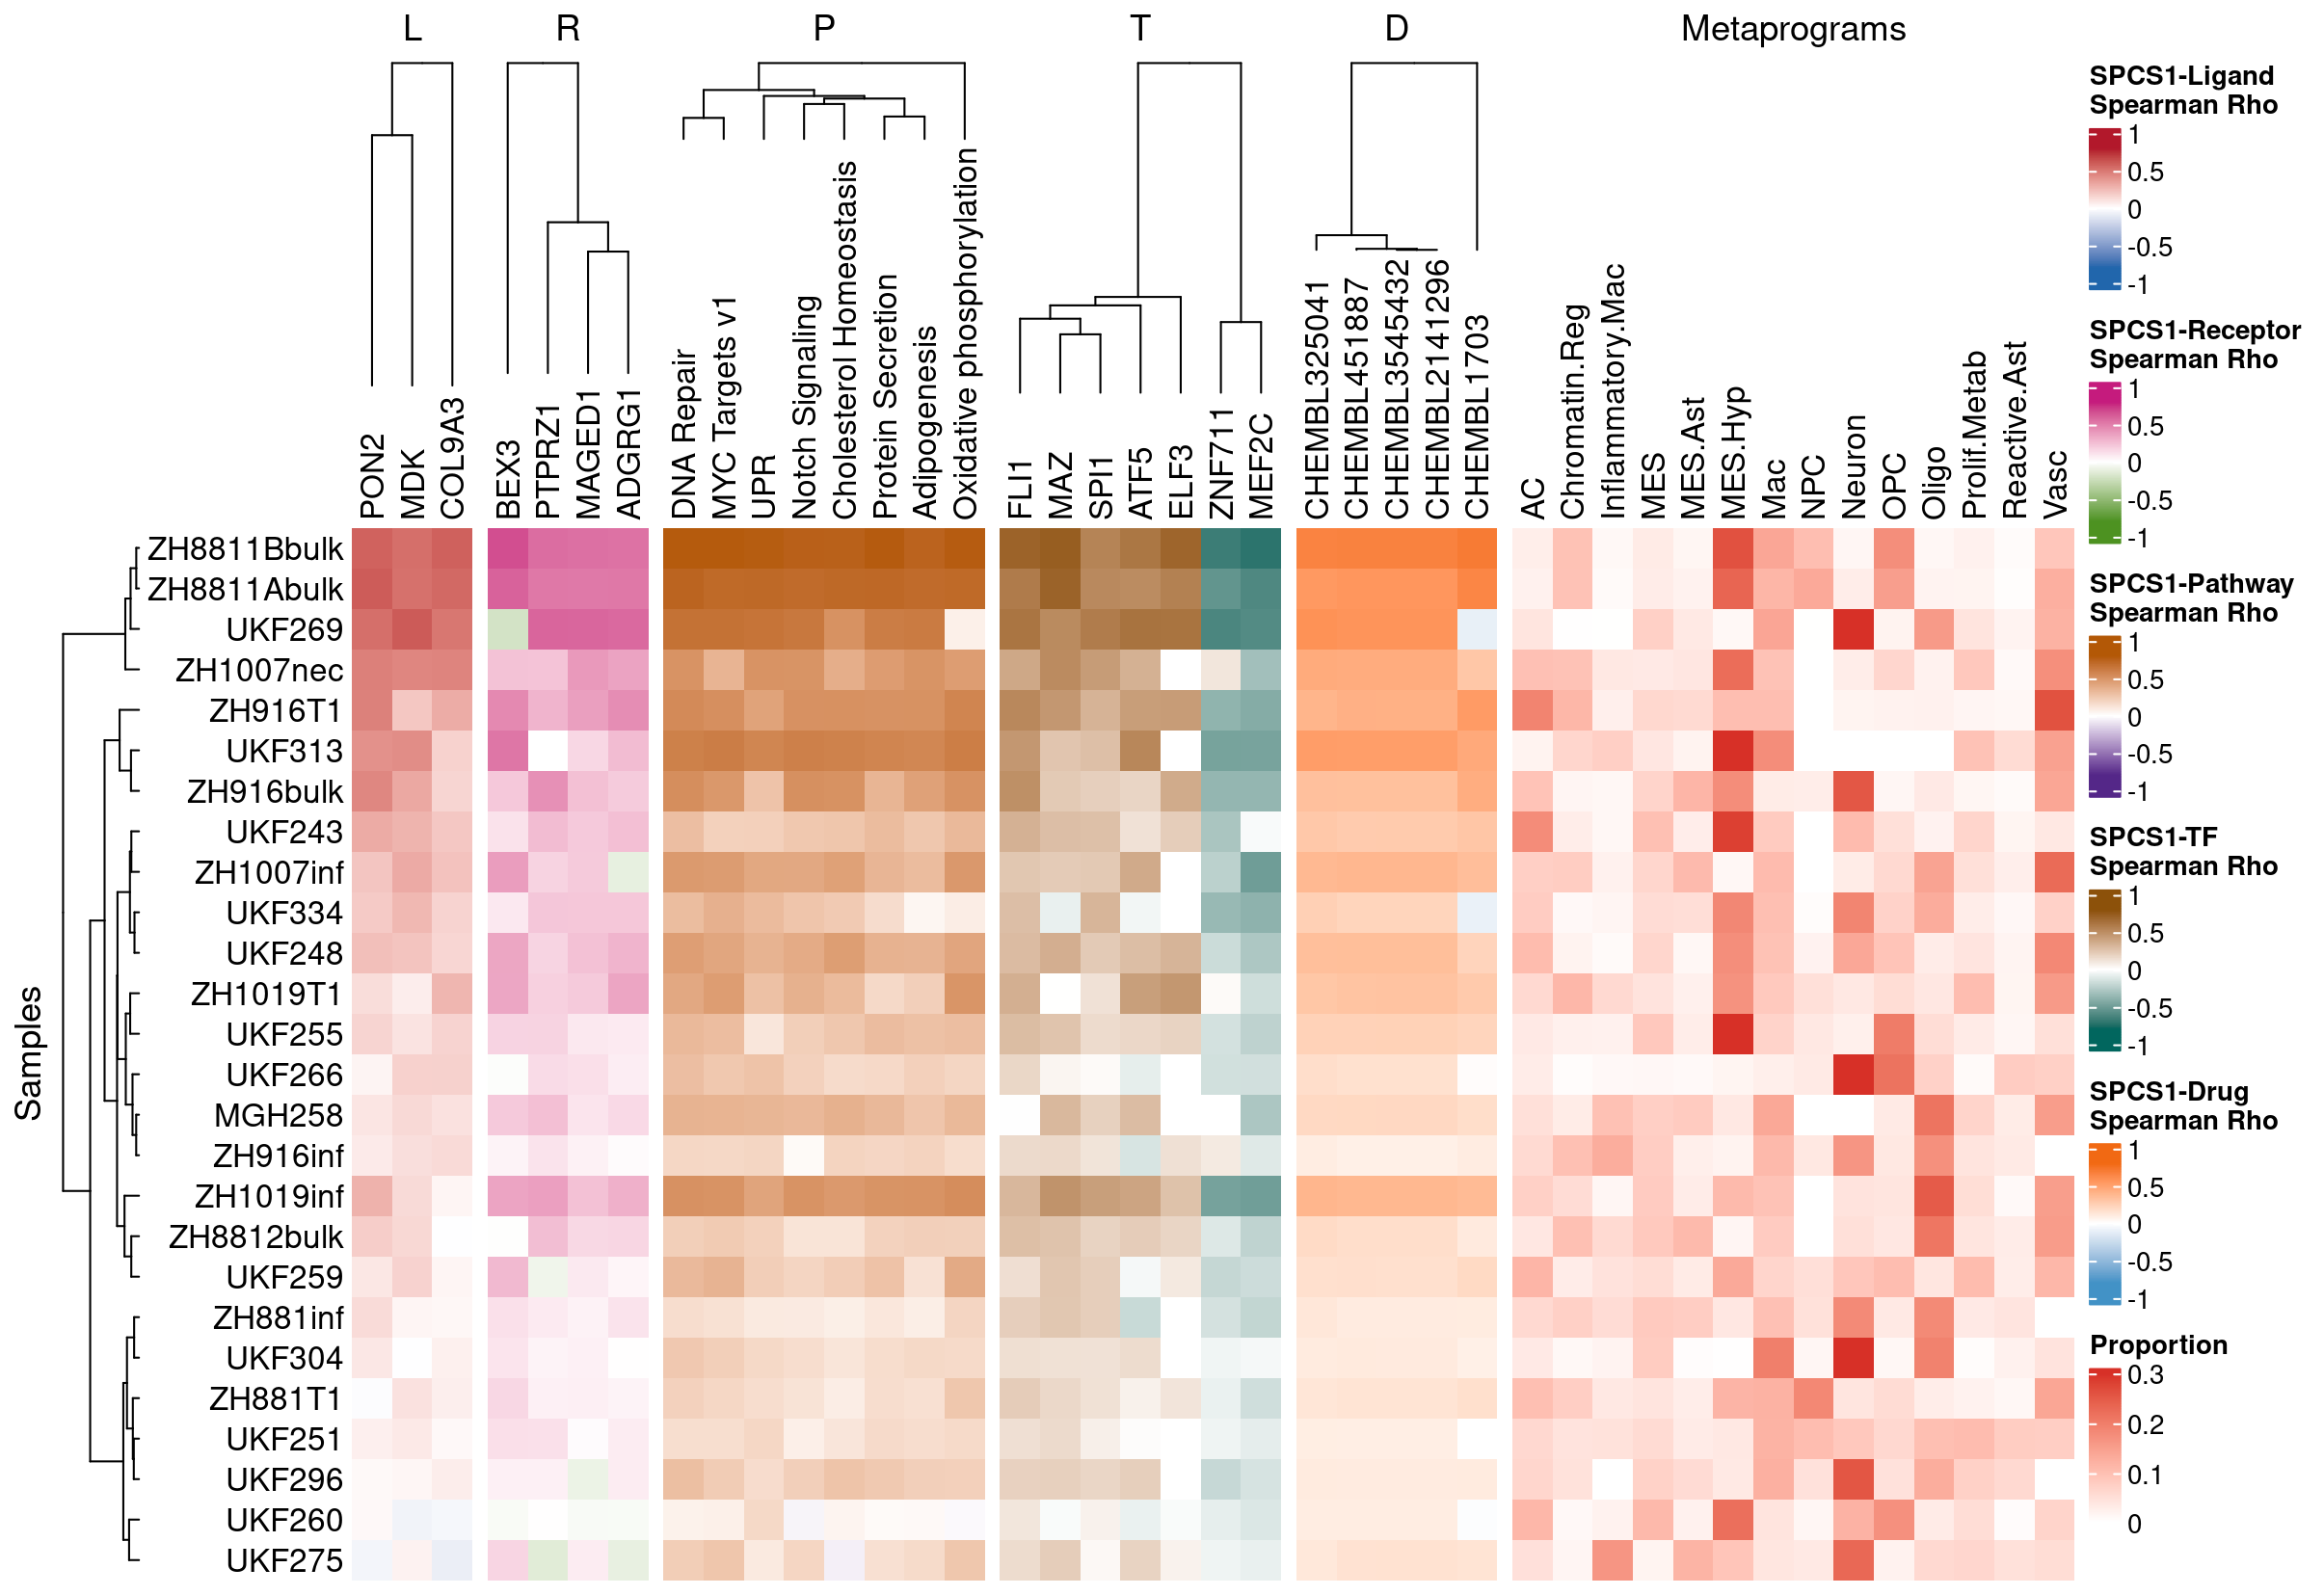 L
R
P
T
D
Metaprograms
PON2
MDK
COL9A3
BEX3
PTPRZ1
MAGED1
ADGRG1
DNA Repair
MYC Targets v1
UPR
Notch Signaling
Cholesterol Homeostasis
Protein Secretion
Adipogenesis
Oxidative phosphorylation
FLI1
MAZ
SPI1
ATF5
ELF3
ZNF711
MEF2C
CHEMBL325041
CHEMBL451887
CHEMBL3545432
CHEMBL2141296
CHEMBL1703
AC
Chromatin.Reg
Inflammatory.Mac
MES
MES.Ast
MES.Hyp
Mac
NPC
Neuron
OPC
Oligo
Prolif.Metab
Reactive.Ast
Vasc
Samples
ZH8811Bbulk
ZH8811Abulk
UKF269
ZH1007nec
ZH916T1
UKF313
ZH916bulk
UKF243
ZH1007inf
UKF334
UKF248
ZH1019T1
UKF255
UKF266
MGH258
ZH916inf
ZH1019inf
ZH8812bulk
UKF259
ZH881inf
UKF304
ZH881T1
UKF251
UKF296
UKF260
UKF275
SPCS1-Ligand
Spearman Rho
1
0.5
0
-0.5
-1
SPCS1-Receptor
Spearman Rho
1
0.5
0
-0.5
-1
SPCS1-Pathway
Spearman Rho
1
0.5
0
-0.5
-1
SPCS1-TF
Spearman Rho
1
0.5
0
-0.5
-1
SPCS1-Drug
Spearman Rho
1
0.5
0
-0.5
-1
Proportion
0.3
0.2
0.1
0